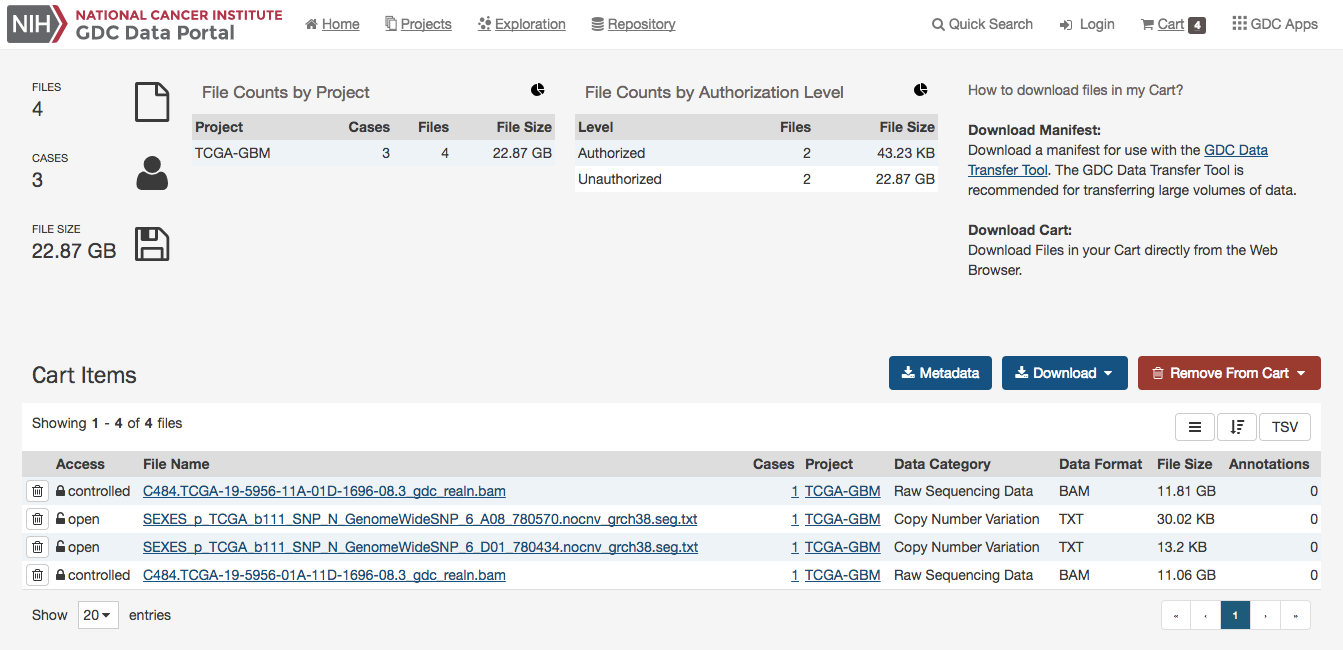 NIH NATIONAL CANCER INSTITUTE
GDC Data Portal
Home Projects Exploration Repository
Quick Search Login Cart 4 GDC Apps
FILES
4
CASES
3
FILE SIZE
22.87 GB
File Counts by Project
Project Cases Files File Size
TCGA-GBM 3 4 22.87 GB
File Counts by Authorization Level
Level Files File Size
Authorized 2 43.23 KB
Unauthorized 2 22.87 GB
How to download files in my Cart?
Download Manifest:
Download a manifest for use with the GDC Data
Transfer Tool. The GDC Data Transfer Tool is
recommended for transferring large volumes of data.
Download Cart:
Download Files in your Cart directly from the Web
Browser.
Cart Items
Metadata Download Remove From Cart
Showing 1 - 4 of 4 files
TSV
Access File Name Cases Project Data Category Data Format File Size Annotations
controlled C484.TCGA-19-5956-11A-01D-1696-08.3_gdc_realn.bam 1 TCGA-GBM Raw Sequencing Data BAM 11.81 GB 0
open SEXES_p_TCGA_b111_SNP_N_GenomeWideSNP_6_A08_780570.nocnv_grch38.seg.txt 1 TCGA-GBM Copy Number Variation TXT 30.02 KB 0
open SEXES_p_TCGA_b111_SNP_N_GenomeWideSNP_6_D01_780434.nocnv_grch38.seg.txt 1 TCGA-GBM Copy Number Variation TXT 13.2 KB 0
controlled C484.TCGA-19-5956-01A-11D-1696-08.3_gdc_realn.bam 1 TCGA-GBM Raw Sequencing Data BAM 11.06 GB 0
Show 20 entries
« ‹ 1 › »